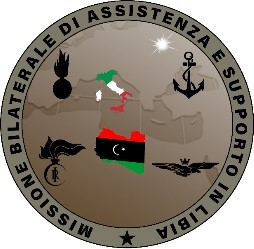 MISSIONE BILATERALE DI ASSISTENZA E SUPPORTO IN LIBIA